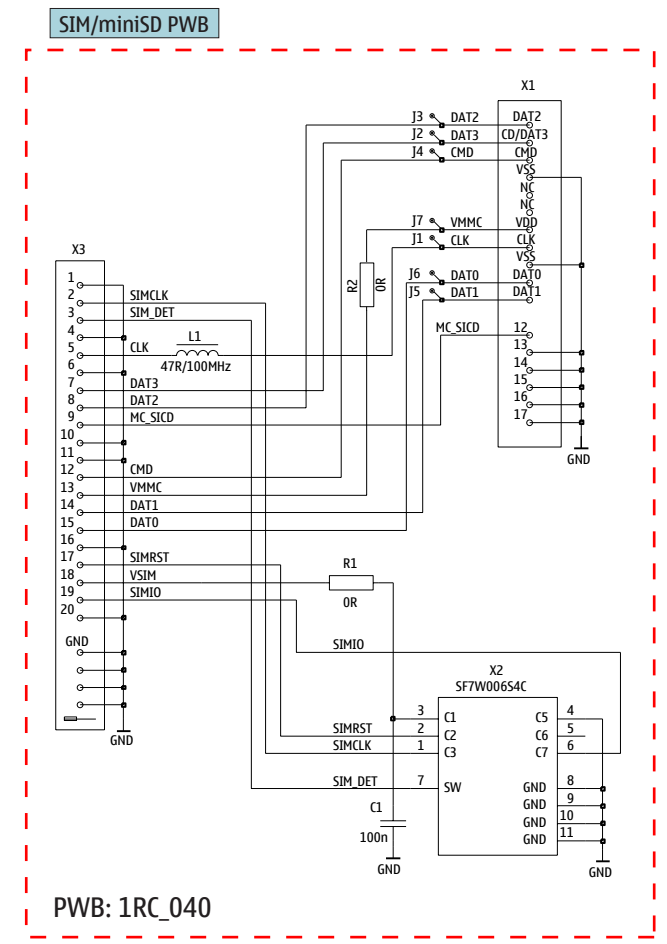 SIM/miniSD PWB
X1
J3 DAT2 DAT2
J2 DAT3 CD/DAT3
J4 CMD CMD
VSS
NC
NC
J7 VMMC VDD
J1 CLK CLK
VSS
J6 DAT0 DAT0
J5 DAT1 DAT1
R2 0R
MC_SICD 12
13
14
15
16
17
GND
X3
1
2 SIMCLK
3 SIM_DET
4
5 CLK
L1
47R/100MHz
6
7 DAT3
8 DAT2
9 MC_SICD
10
11
12 CMD
13 VMMC
14 DAT1
15 DAT0
16
17 SIMRST
18 VSIM
19 SIMIO
20
GND
GND
R1
0R
SIMIO
X2
SF7W006S4C
3 C1 C5 4
SIMRST 2 C2 C6 5
SIMCLK 1 C3 C7 6
SIM_DET 7 SW GND 8
GND 9
GND 10
GND 11
C1
100n
GND
GND
PWB: 1RC_040